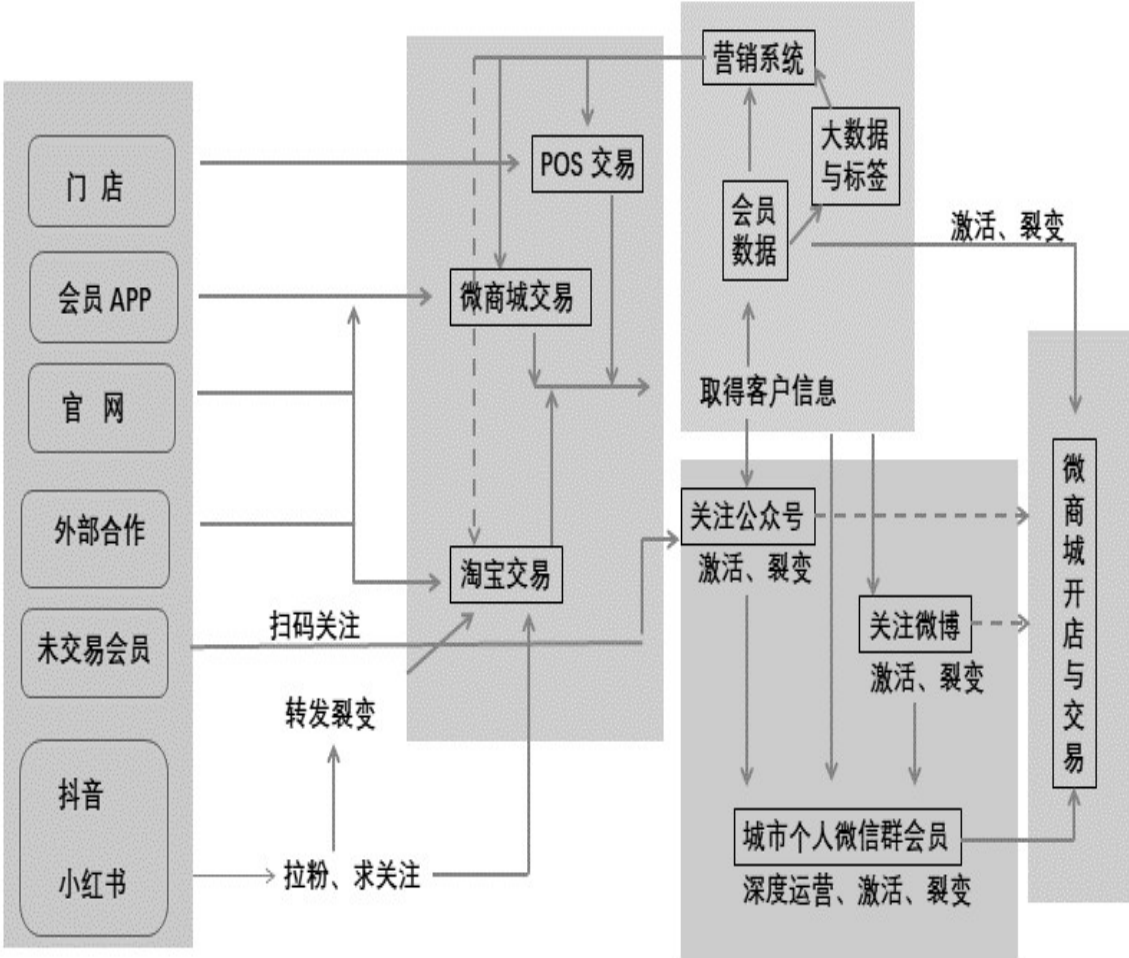 门 店
会员 APP
官 网
外部合作
未交易会员
抖音
小红书
扫码关注
转发裂变
拉粉、求关注
POS 交易
微商城交易
淘宝交易
营销系统
大数据
与标签
会员
数据
取得客户信息
激活、裂变
关注公众号
激活、裂变
关注微博
激活、裂变
城市个人微信群会员
深度运营、激活、裂变
微
商
城
开
店
与
交
易